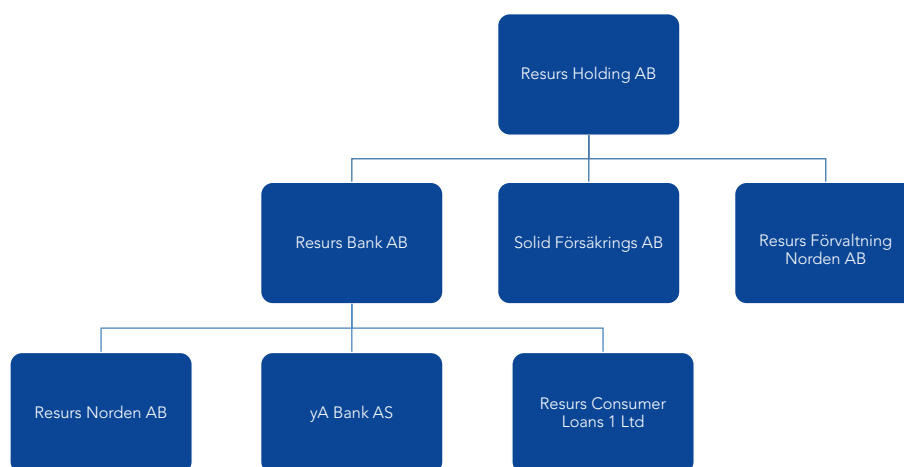 Resurs Holding AB
Resurs Bank AB
Solid Försäkrings AB
Resurs Förvaltning
Norden AB
Resurs Norden AB
yA Bank AS
Resurs Consumer
Loans 1 Ltd